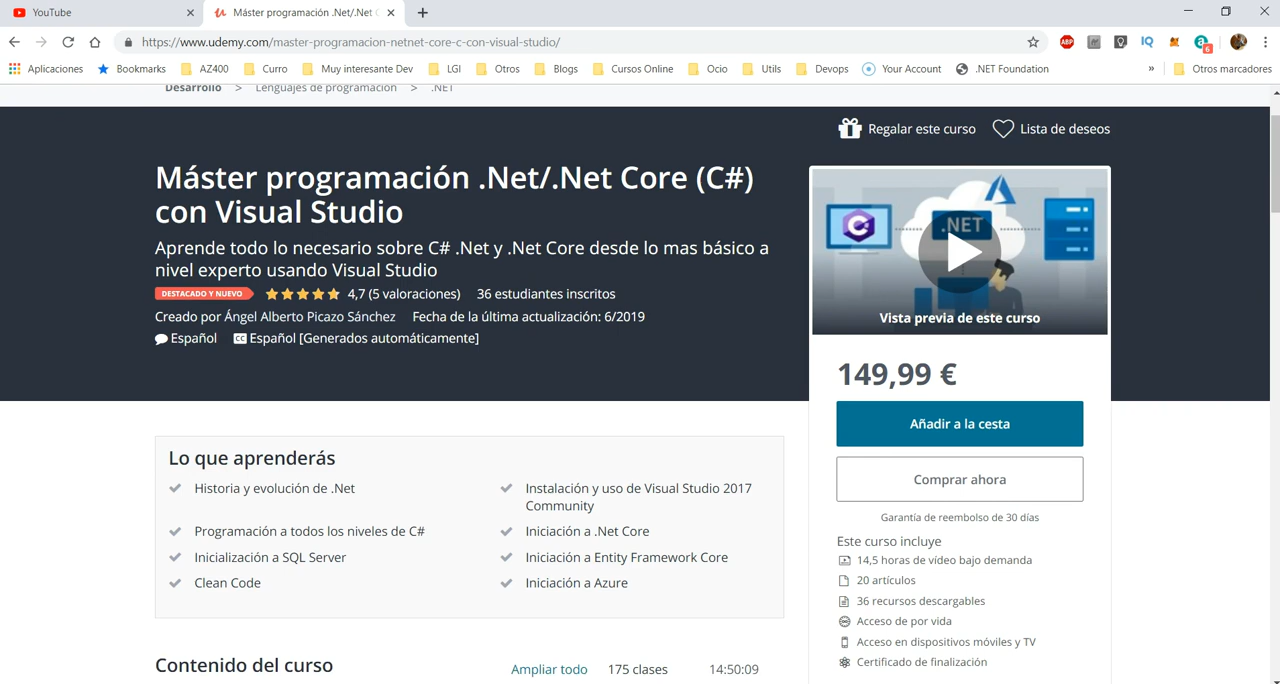 YouTube
Máster programación .Net/.Net C
https://www.udemy.com/master-programacion-netnet-core-c-con-visual-studio/
ABP
IQ
6
Aplicaciones
Bookmarks
AZ400
Curro
Muy interesante Dev
LGI
Otros
Blogs
Cursos Online
Ocio
Utils
Devops
Your Account
.NET Foundation
»
Otros marcadores
Desarrollo > Lenguajes de programación > .NET
Regalar este curso
Lista de deseos
Máster programación .Net/.Net Core (C#)
con Visual Studio
Aprende todo lo necesario sobre C# .Net y .Net Core desde lo mas básico a
nivel experto usando Visual Studio
DESTACADO Y NUEVO 4,7 (5 valoraciones) 36 estudiantes inscritos
Creado por Ángel Alberto Picazo Sánchez Fecha de la última actualización: 6/2019
Español CC Español [Generados automáticamente]
.NET
Vista previa de este curso
149,99 €
Añadir a la cesta
Comprar ahora
Garantía de reembolso de 30 días
Este curso incluye
14,5 horas de vídeo bajo demanda
20 artículos
36 recursos descargables
Acceso de por vida
Acceso en dispositivos móviles y TV
Certificado de finalización
Lo que aprenderás
Historia y evolución de .Net
Instalación y uso de Visual Studio 2017
Community
Programación a todos los niveles de C#
Iniciación a .Net Core
Inicialización a SQL Server
Iniciación a Entity Framework Core
Clean Code
Iniciación a Azure
Contenido del curso
Ampliar todo
175 clases
14:50:09